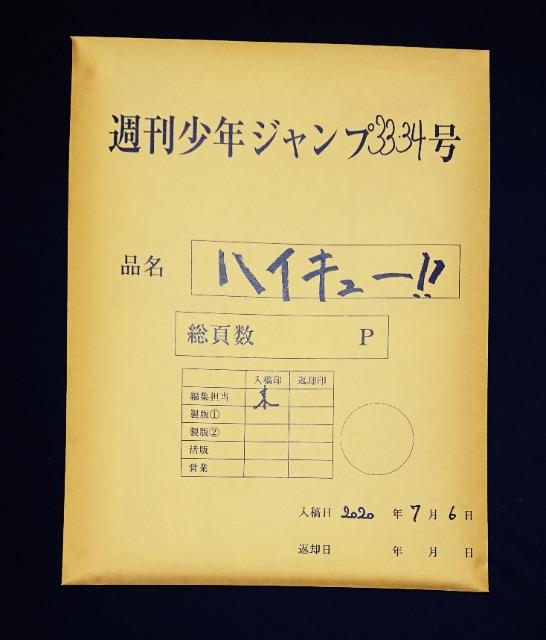 週刊少年ジャンプ33・34号
品名 ハイキュー!!
総頁数 P
入稿印 返却印
編集担当 本
製版①
製版②
活版
営業
入稿日 2020 年 7 月 6 日
返却日 年 月 日